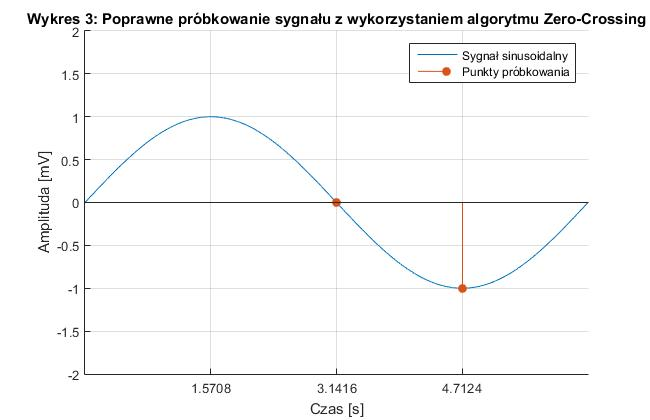 Wykres 3: Poprawne próbkowanie sygnału z wykorzystaniem algorytmu Zero-Crossing
Sygnał sinusoidalny
Punkty próbkowania
2
1.5
1
0.5
0
-0.5
-1
-1.5
-2
Amplituda [mV]
1.5708 3.1416 4.7124
Czas [s]